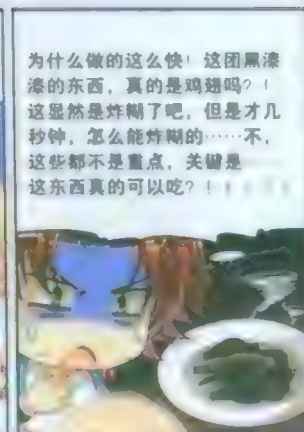 为什么做的这么快！这团黑漆
漆的东西，真的是鸡翅吗？！
这显然是炸糊了吧，但是才几
秒钟，怎么能炸糊的……不，
这些都不是重点，关键是——
这东西真的可以吃？！！！！！